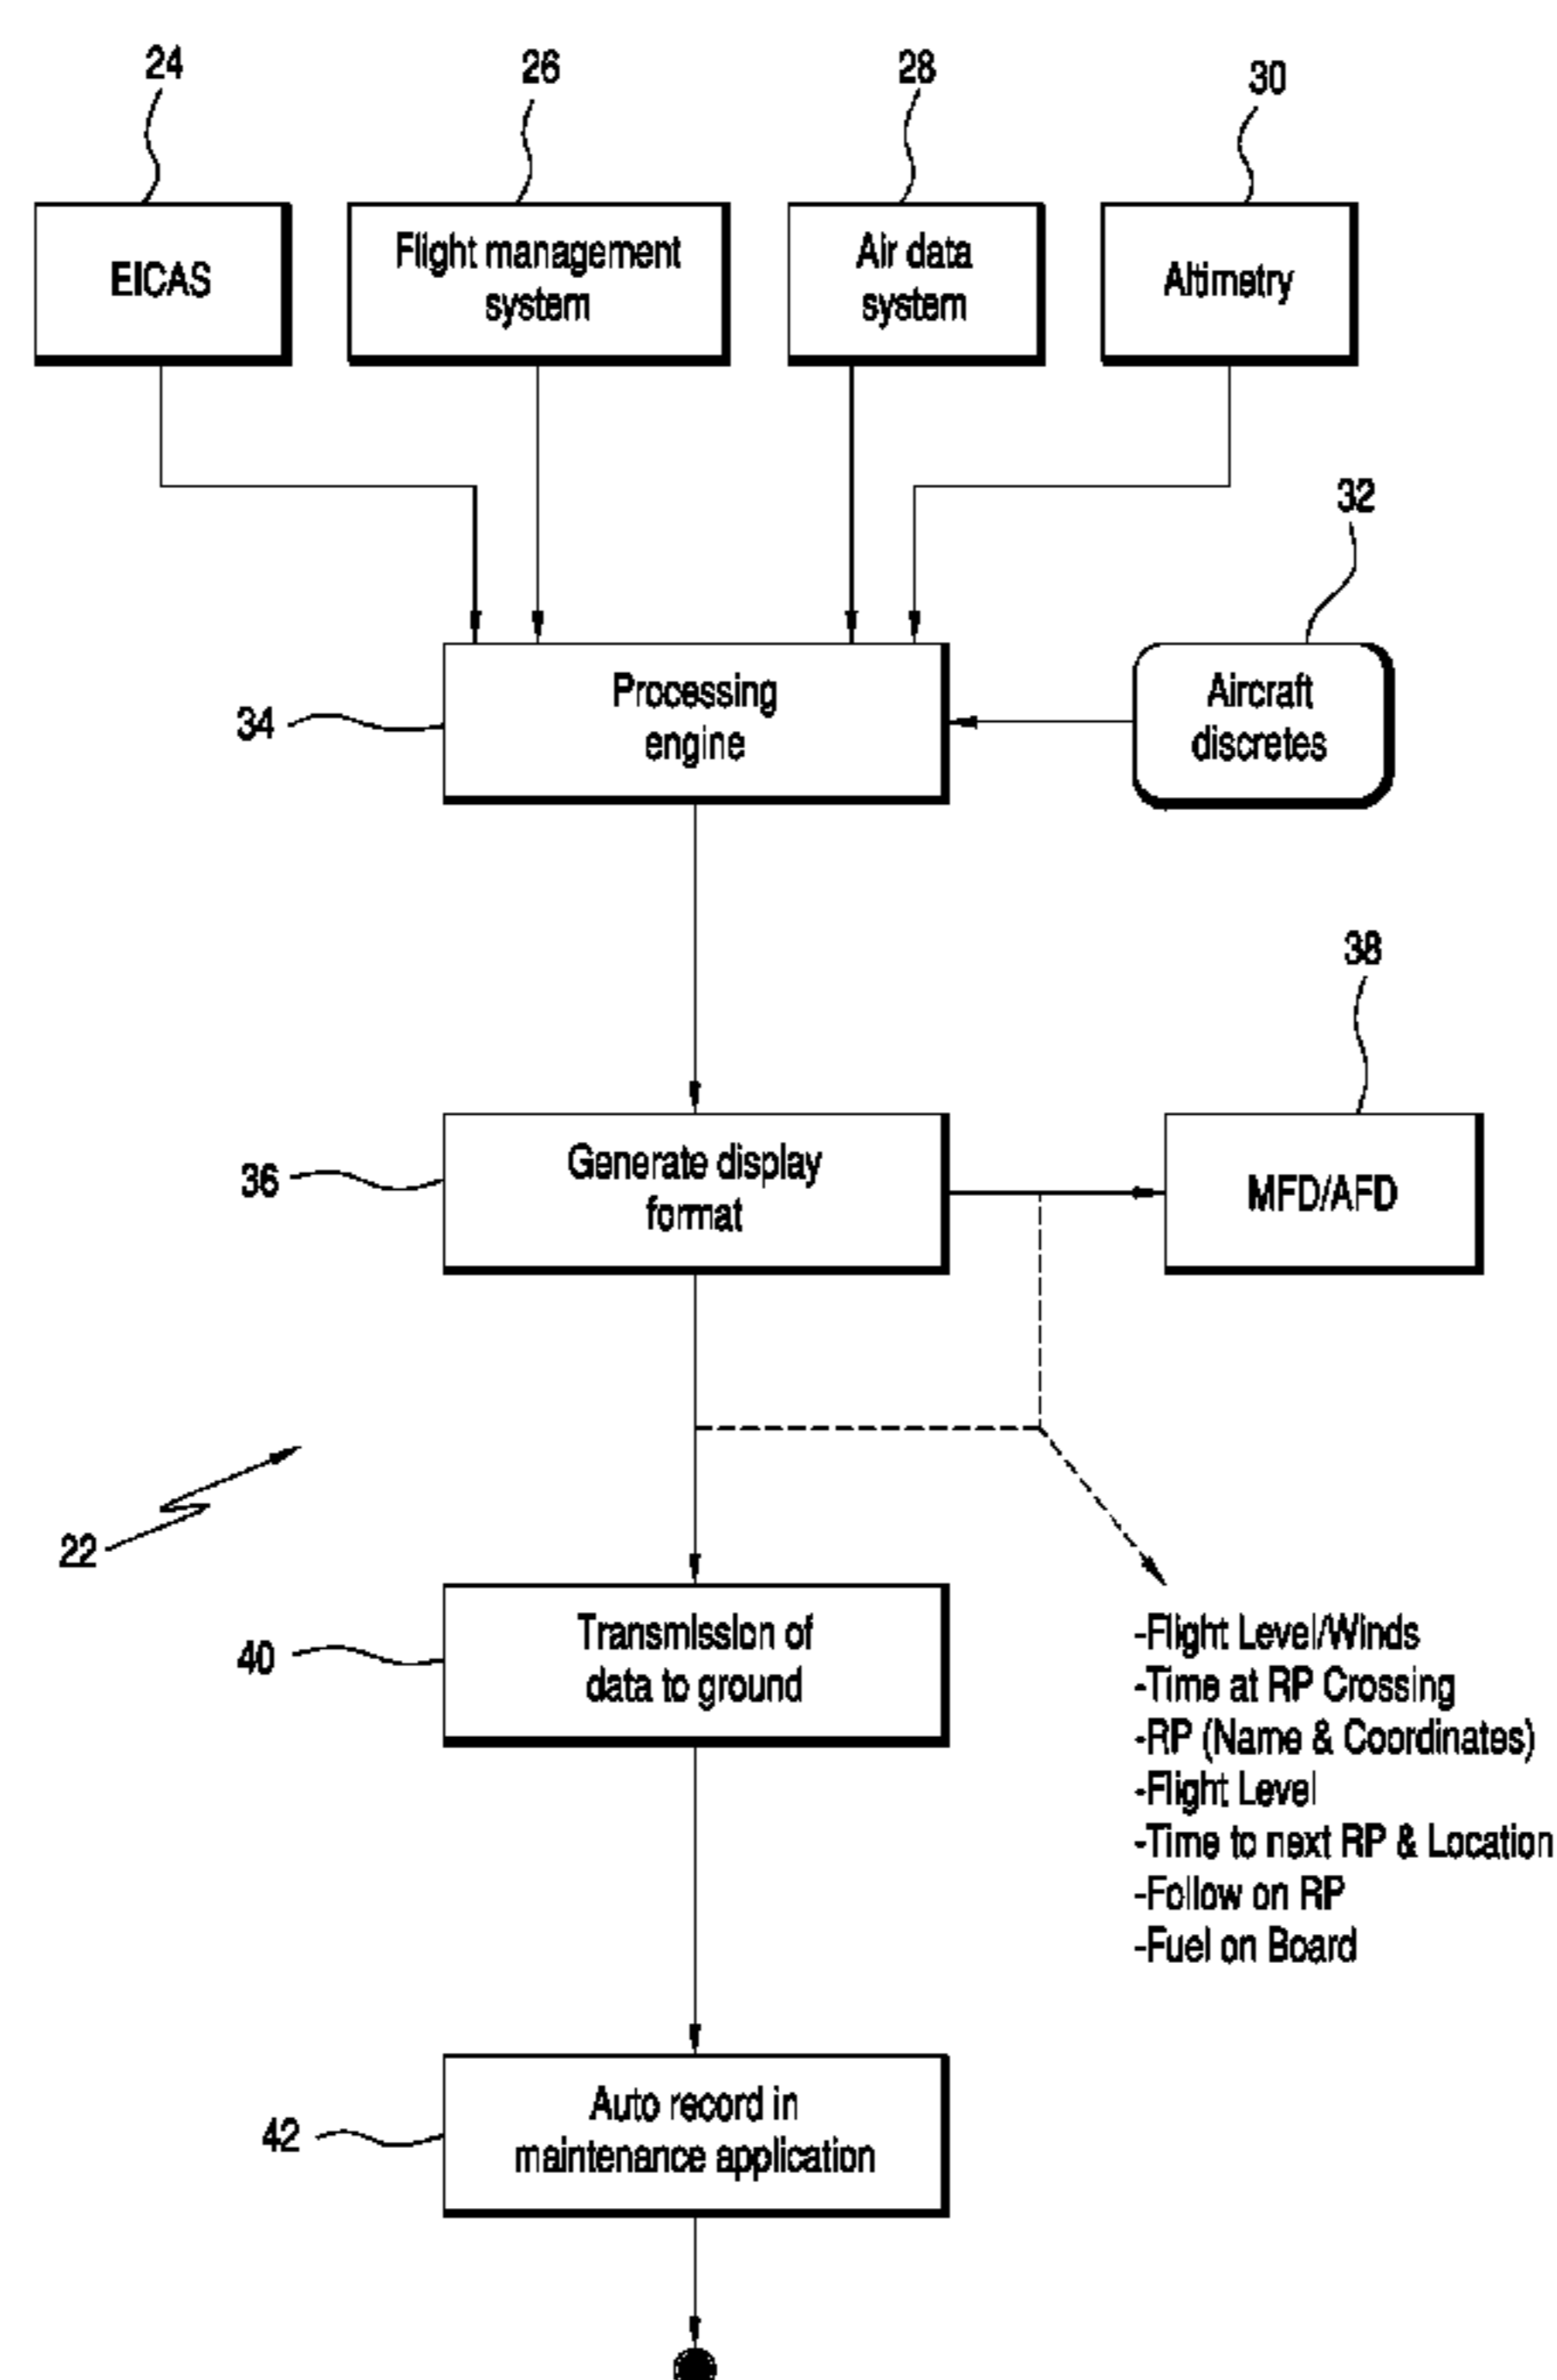 24
26
28
30
EICAS
Flight management
system
Air data
system
Altimetry
32
Processing
engine
Aircraft
discretes
34
38
Generate display
format
36
MFD/AFD
22
Transmission of
data to ground
40
-Flight Level/Winds
-Time at RP Crossing
-RP (Name & Coordinates)
-Flight Level
-Time to next RP & Location
-Follow on RP
-Fuel on Board
Auto record in
maintenance application
42